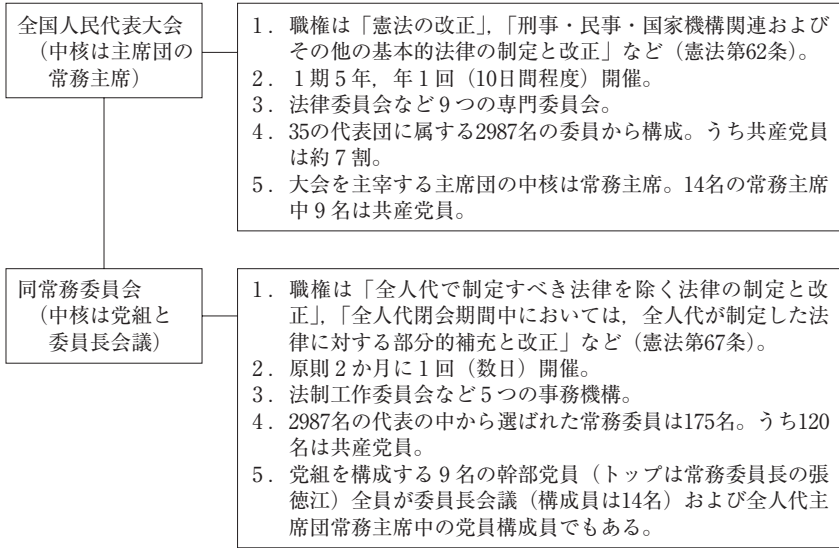 全国人民代表大会
（中核は主席団の
常務主席）
1．職権は「憲法の改正」，「刑事・民事・国家機構関連および
その他の基本的法律の制定と改正」など（憲法第62条）。
2．1期5年，年1回（10日間程度）開催。
3．法律委員会など9つの専門委員会。
4．35の代表団に属する2987名の委員から構成。うち共産党員
は約7割。
5．大会を主宰する主席団の中核は常務主席。14名の常務主席
中9名は共産党員。
同常務委員会
（中核は党組と
委員長会議）
1．職権は「全人代で制定すべき法律を除く法律の制定と改
正」，「全人代閉会期間中においては，全人代が制定した法
律に対する部分的補充と改正」など（憲法第67条）。
2．原則2か月に1回（数日）開催。
3．法制工作委員会など5つの事務機構。
4．2987名の代表の中から選ばれた常務委員は175名。うち120
名は共産党員。
5．党組を構成する9名の幹部党員（トップは常務委員長の張
徳江）全員が委員長会議（構成員は14名）および全人代主
席団常務主席中の党員構成員でもある。